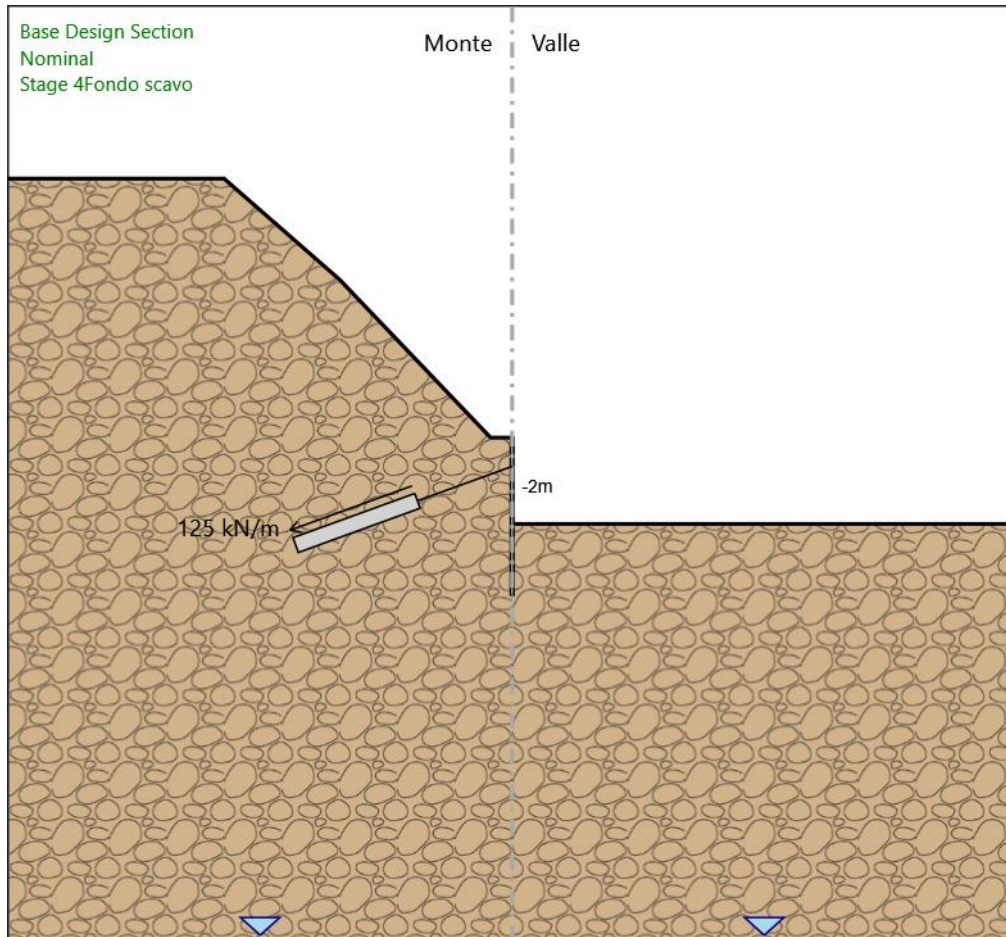 Base Design Section
Nominal
Stage 4Fondo scavo
Monte
Valle
-2m
125 kN/m